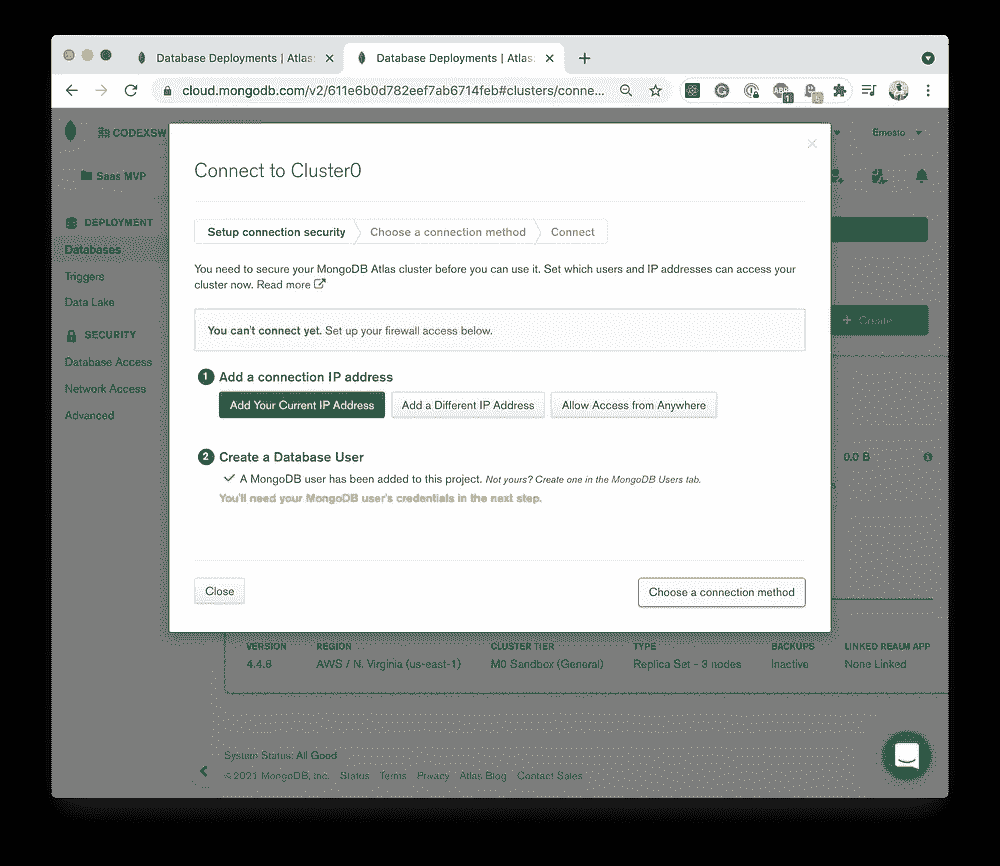 Database Deployments | Atlas:
Database Deployments | Atlas:
cloud.mongodb.com/v2/611e6b0d782eef7ab6714feb#clusters/conne...
1
CODEXSW
Ernesto
Saas MVP
Connect to Cluster0
DEPLOYMENT
Databases
Triggers
Data Lake
SECURITY
Database Access
Network Access
Advanced
Setup connection security
Choose a connection method
Connect
You need to secure your MongoDB Atlas cluster before you can use it. Set which users and IP addresses can access your
cluster now. Read more
You can't connect yet. Set up your firewall access below.
+ Create
1 Add a connection IP address
Add Your Current IP Address
Add a Different IP Address
Allow Access from Anywhere
2 Create a Database User
A MongoDB user has been added to this project. Not yours? Create one in the MongoDB Users tab.
You'll need your MongoDB user's credentials in the next step.
0.0 B
Close
Choose a connection method
VERSION REGION CLUSTER TIER TYPE BACKUPS LINKED REALM APP
4.4.8 AWS / N. Virginia (us-east-1) M0 Sandbox (General) Replica Set - 3 nodes Inactive None Linked
System Status: All Good
©2021 MongoDB, Inc. Status Terms Privacy Atlas Blog Contact Sales